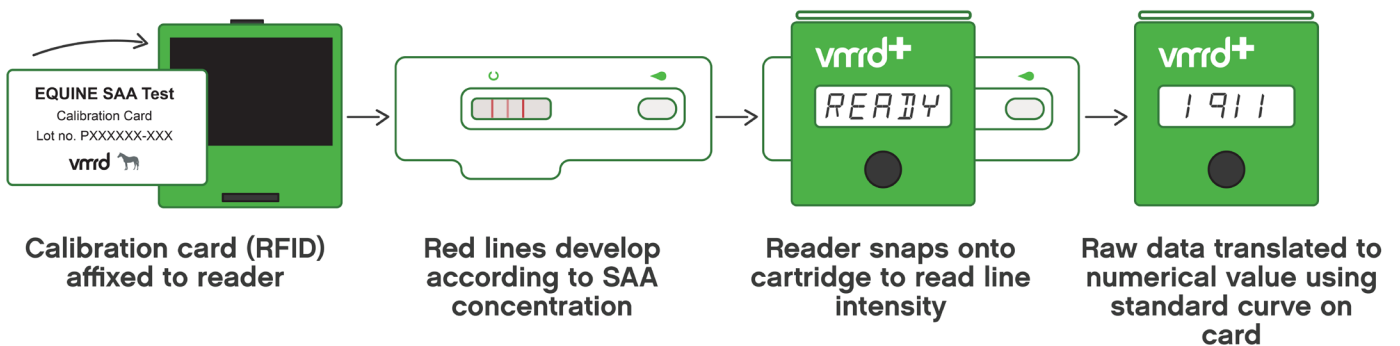 EQUINE SAA Test
Calibration Card
Lot no. PXXXXXX-XXX
vmrd
Calibration card (RFID)
affixed to reader
C
Red lines develop
according to SAA
concentration
vmrd+
READY
Reader snaps onto
cartridge to read line
intensity
vmrd+
1911
Raw data translated to
numerical value using
standard curve on
card